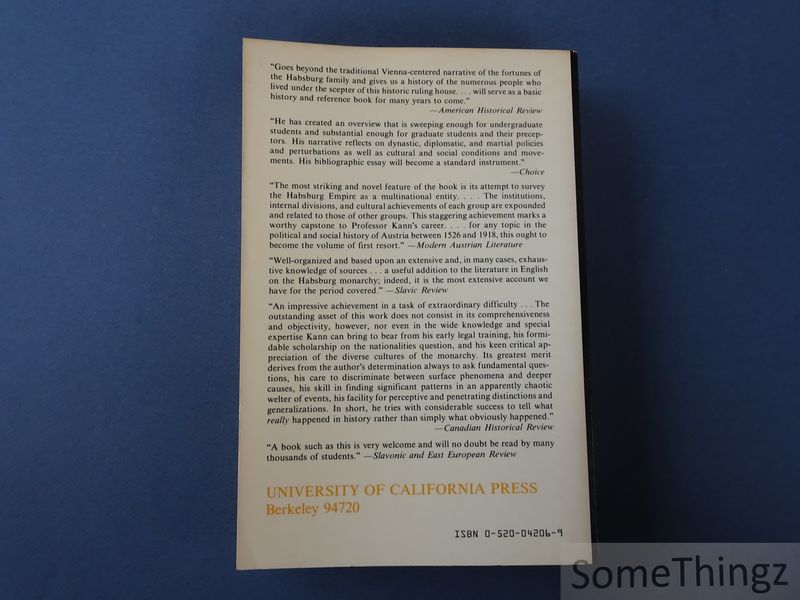 “Goes beyond the traditional Vienna-centered narrative of the fortunes of
the Habsburg family and gives us a history of the numerous people who
lived under the scepter of this historic ruling house. . . . will serve as a basic
history and reference book for many years to come.”
—American Historical Review
“He has created an overview that is sweeping enough for undergraduate
students and substantial enough for graduate students and their precep-
tors. His narrative reflects on dynastic, diplomatic, and martial policies
and perturbations as well as cultural and social conditions and move-
ments. His bibliographic essay will become a standard instrument.”
—Choice
“The most striking and novel feature of the book is its attempt to survey
the Habsburg Empire as a multinational entity. . . . The institutions,
internal divisions, and cultural achievements of each group are expounded
and related to those of other groups. This staggering achievement marks a
worthy capstone to Professor Kann’s career. . . . for any topic in the
political and social history of Austria between 1526 and 1918, this ought to
become the volume of first resort.” —Modern Austrian Literature
“Well-organized and based upon an extensive and, in many cases, exhaus-
tive knowledge of sources . . . a useful addition to the literature in English
on the Habsburg monarchy; indeed, it is the most extensive account we
have for the period covered.” —Slavic Review
“An impressive achievement in a task of extraordinary difficulty . . . The
outstanding asset of this work does not consist in its comprehensiveness
and objectivity, however, nor even in the wide knowledge and special
expertise Kann can bring to bear from his early legal training, his formi-
dable scholarship on the nationalities question, and his keen critical ap-
preciation of the diverse cultures of the monarchy. Its greatest merit
derives from the author’s determination always to ask fundamental ques-
tions, his care to discriminate between surface phenomena and deeper
causes, his skill in finding significant patterns in an apparently chaotic
welter of events, his facility for perceptive and penetrating distinctions and
generalizations. In short, he tries with considerable success to tell what
really happened in history rather than simply what obviously happened.”
—Canadian Historical Review
“A book such as this is very welcome and will no doubt be read by many
thousands of students.” —Slavonic and East European Review
UNIVERSITY OF CALIFORNIA PRESS
Berkeley 94720
ISBN 0-520-04206-9
SomeThingz